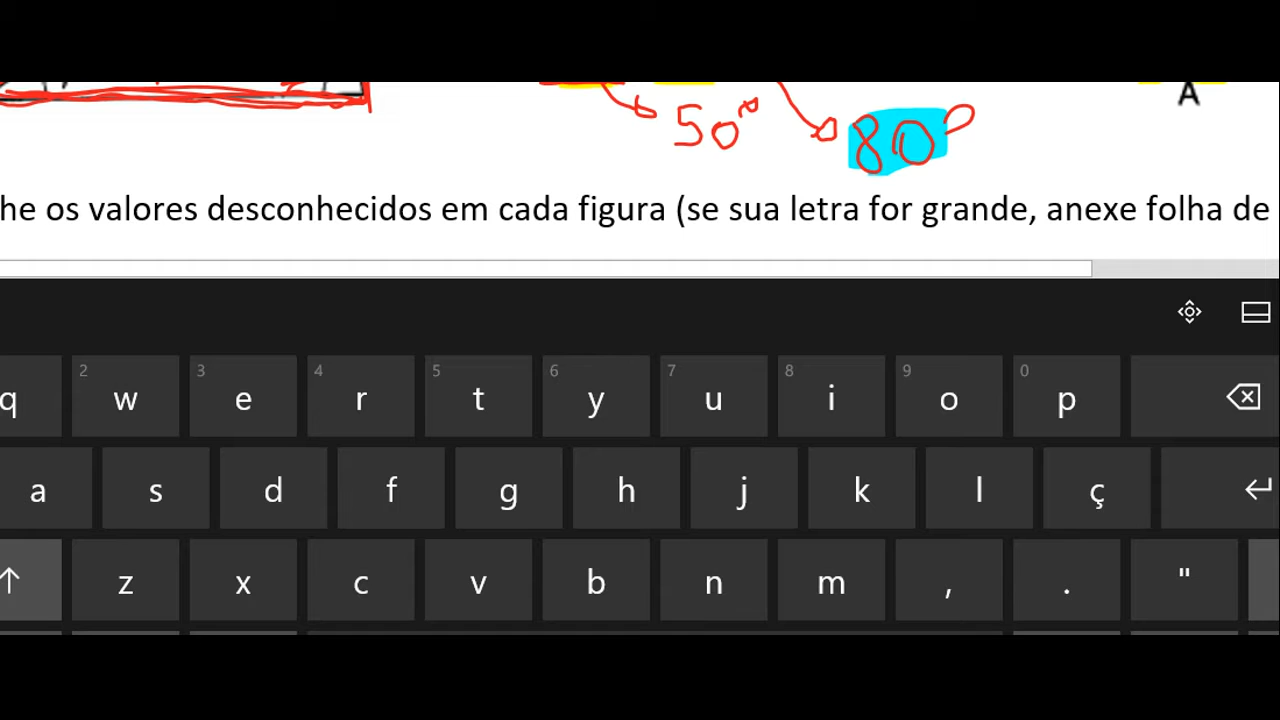 A
50°
80°
he os valores desconhecidos em cada figura (se sua letra for grande, anexe folha de
q 2 w 3 e 4 r 5 t 6 y 7 u 8 i 9 o 0 p
a s d f g h j k l ç
z x c v b n m , . "